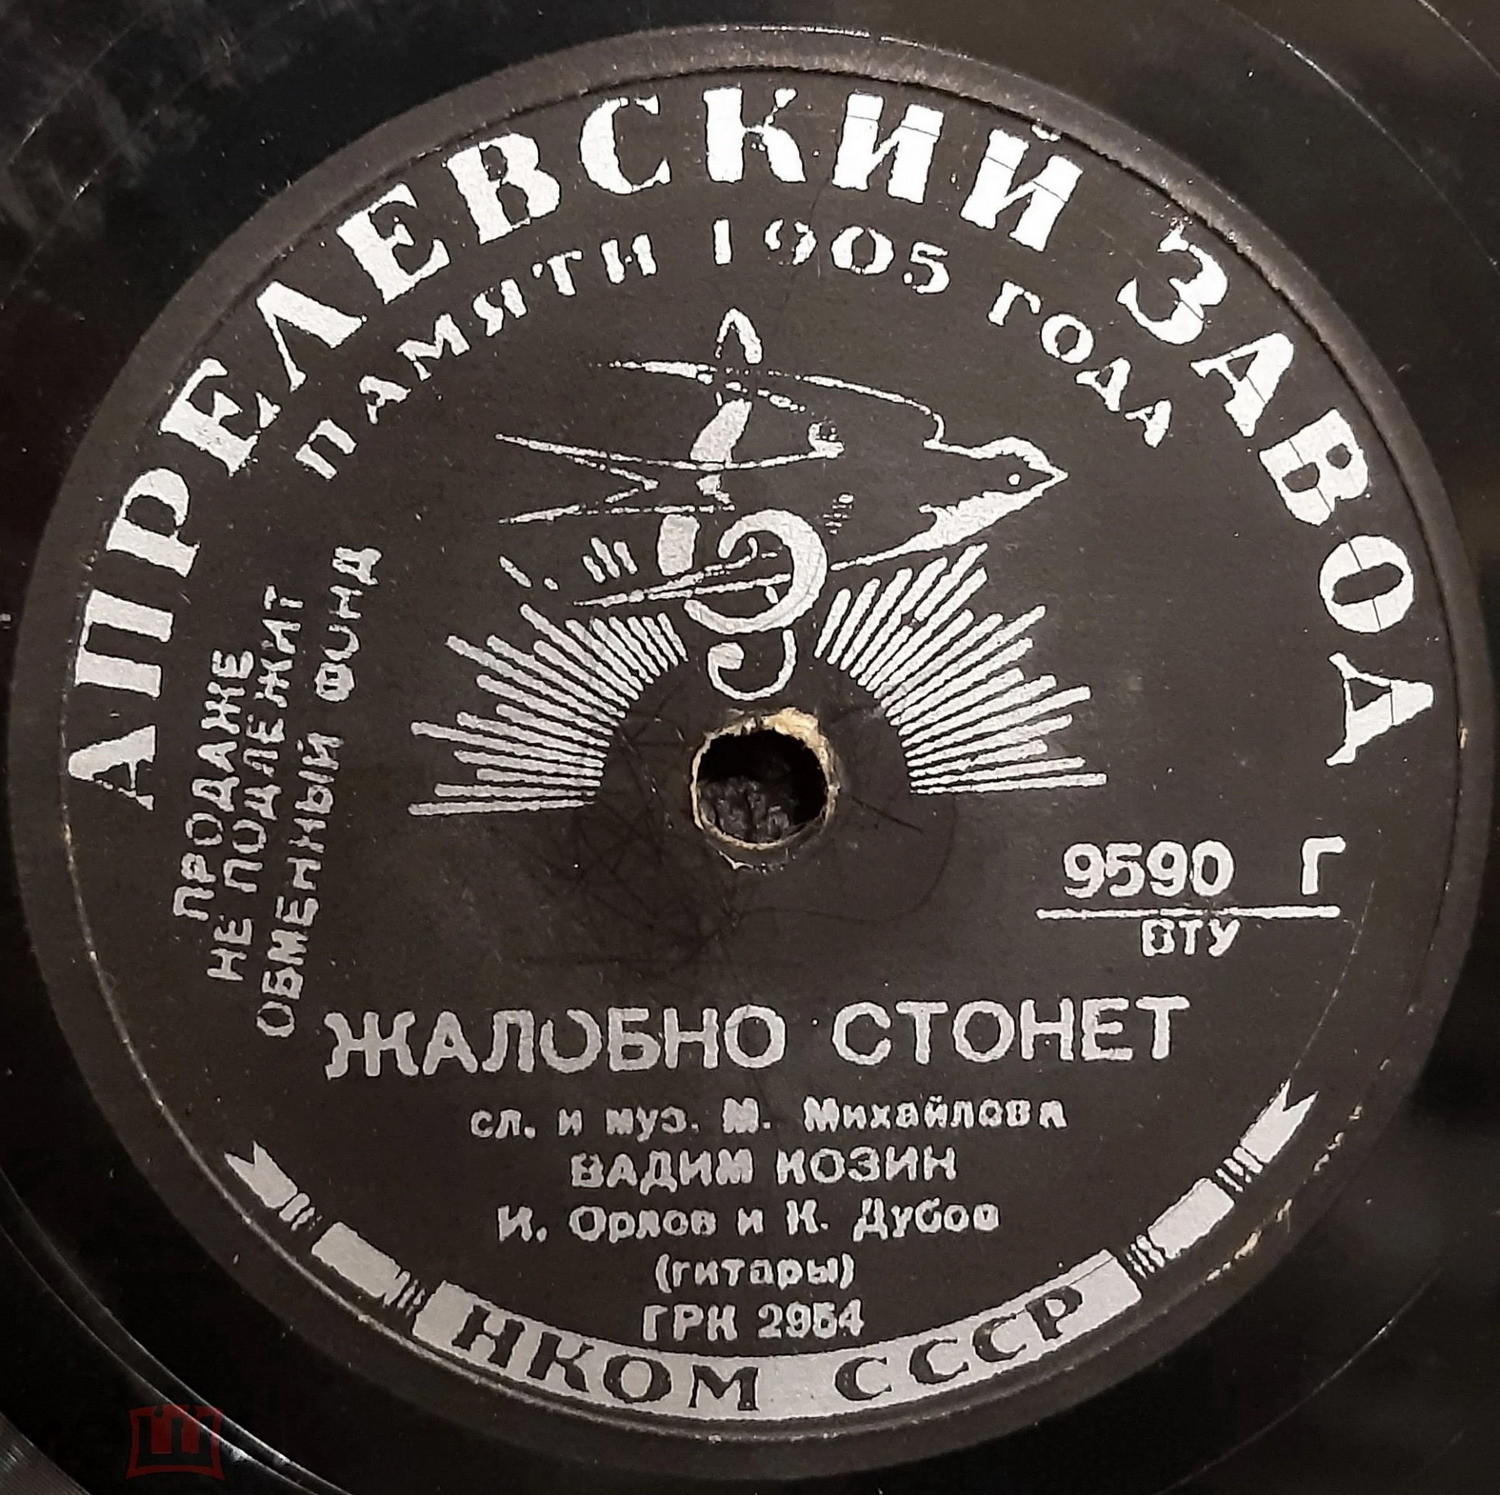 АПРЕЛЕВСКИЙ ЗАВОД
ПАМЯТИ 1905 ГОДА
ПРОДАЖЕ
НЕ ПОДЛЕЖИТ
ОБМЕННЫЙ ФОНД
9590 Г
ВТУ
ЖАЛОБНО СТОНЕТ
сл. и муз. М. Михайлова
ВАДИМ КОЗИН
И. Орлов и К. Дубов
(гитары)
ГРК 2954
НКОМ СССР